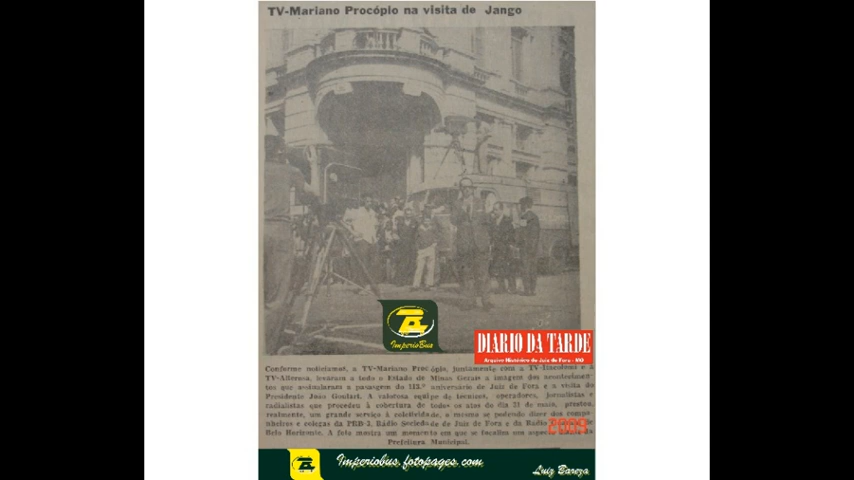 TV-Mariano Procópio na visita de Jango
ImperioBus
DIARIO DA TARDE
Arquivo Histórico de Juiz de Fora - MG
Conforme noticiamos, a TV-Mariano Procópio, juntamente com a TV-Itacolomi e a
TV-Alterosa, levaram a todo o Estado de Minas Gerais a imagem dos acontecimen-
tos que assinalaram a passagem do 113.º aniversário de Juiz de Fora e a visita do
Presidente João Goulart. A valorosa equipe de técnicos, operadores, jornalistas e
radialistas que procedeu à cobertura de todos os atos do dia 31 de maio, prestou,
realmente, um grande serviço à coletividade, o mesmo se podendo dizer dos compa-
nheiros e colegas da PRB-3, Rádio Sociedade de Juiz de Fora e da Rádio de
Belo Horizonte. A foto mostra um momento em que se focaliza um aspecto da
Prefeitura Municipal.
2009
Imperiobus.fotopages.com
Luiz Bareza